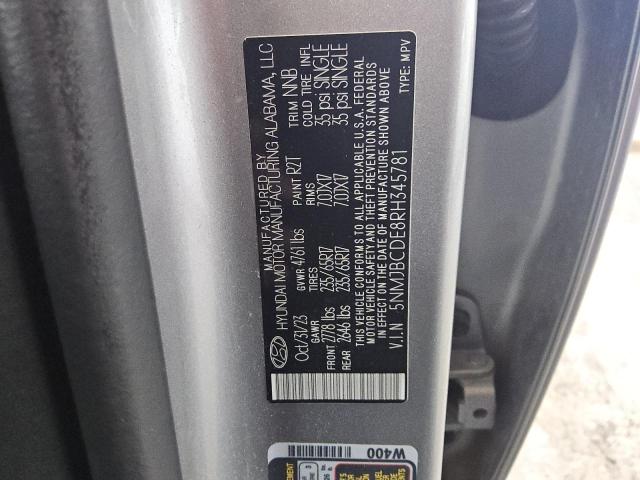 MANUFACTURED BY
HYUNDAI MOTOR MANUFACTURING ALABAMA, LLC
Oct/31/23 GVWR 4761 lbs PAINT R2T TRIM NNB
GAWR TIRES RIMS COLD TIRE INFL
FRONT 2778 lbs 235/65R17 7.0JX17 35 psi SINGLE
REAR 2646 lbs 235/65R17 7.0JX17 35 psi SINGLE
THIS VEHICLE CONFORMS TO ALL APPLICABLE U.S.A. FEDERAL
MOTOR VEHICLE SAFETY AND THEFT PREVENTION STANDARDS
IN EFFECT ON THE DATE OF MANUFACTURE SHOWN ABOVE
V.I.N 5NMJBCDE8RH345781 TYPE: MPV
W400